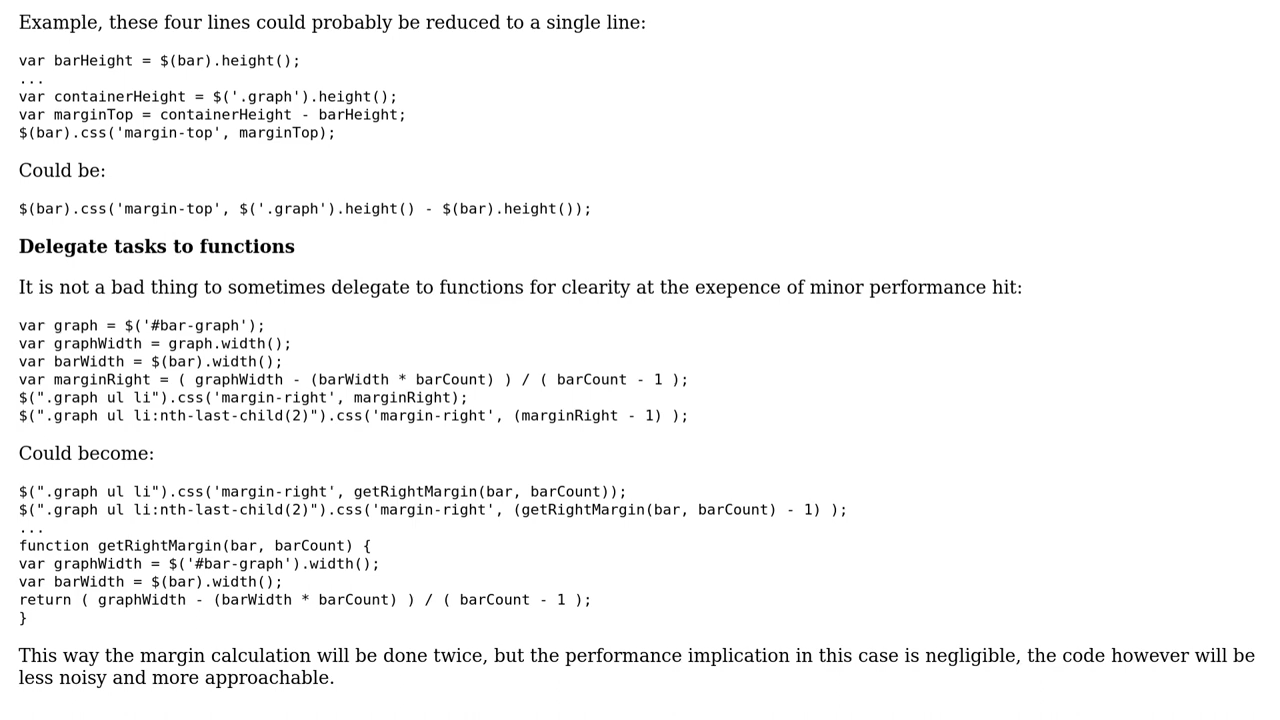 Example, these four lines could probably be reduced to a single line:
var barHeight = $(bar).height();
...
var containerHeight = $('.graph').height();
var marginTop = containerHeight - barHeight;
$(bar).css('margin-top', marginTop);
Could be:
$(bar).css('margin-top', $('.graph').height() - $(bar).height());
Delegate tasks to functions
It is not a bad thing to sometimes delegate to functions for clearity at the exepence of minor performance hit:
var graph = $('#bar-graph');
var graphWidth = graph.width();
var barWidth = $(bar).width();
var marginRight = ( graphWidth - (barWidth * barCount) ) / ( barCount - 1 );
$(".graph ul li").css('margin-right', marginRight);
$(".graph ul li:nth-last-child(2)").css('margin-right', (marginRight - 1) );
Could become:
$(".graph ul li").css('margin-right', getRightMargin(bar, barCount));
$(".graph ul li:nth-last-child(2)").css('margin-right', (getRightMargin(bar, barCount) - 1) );
...
function getRightMargin(bar, barCount) {
var graphWidth = $('#bar-graph').width();
var barWidth = $(bar).width();
return ( graphWidth - (barWidth * barCount) ) / ( barCount - 1 );
}
This way the margin calculation will be done twice, but the performance implication in this case is negligible, the code however will be
less noisy and more approachable.